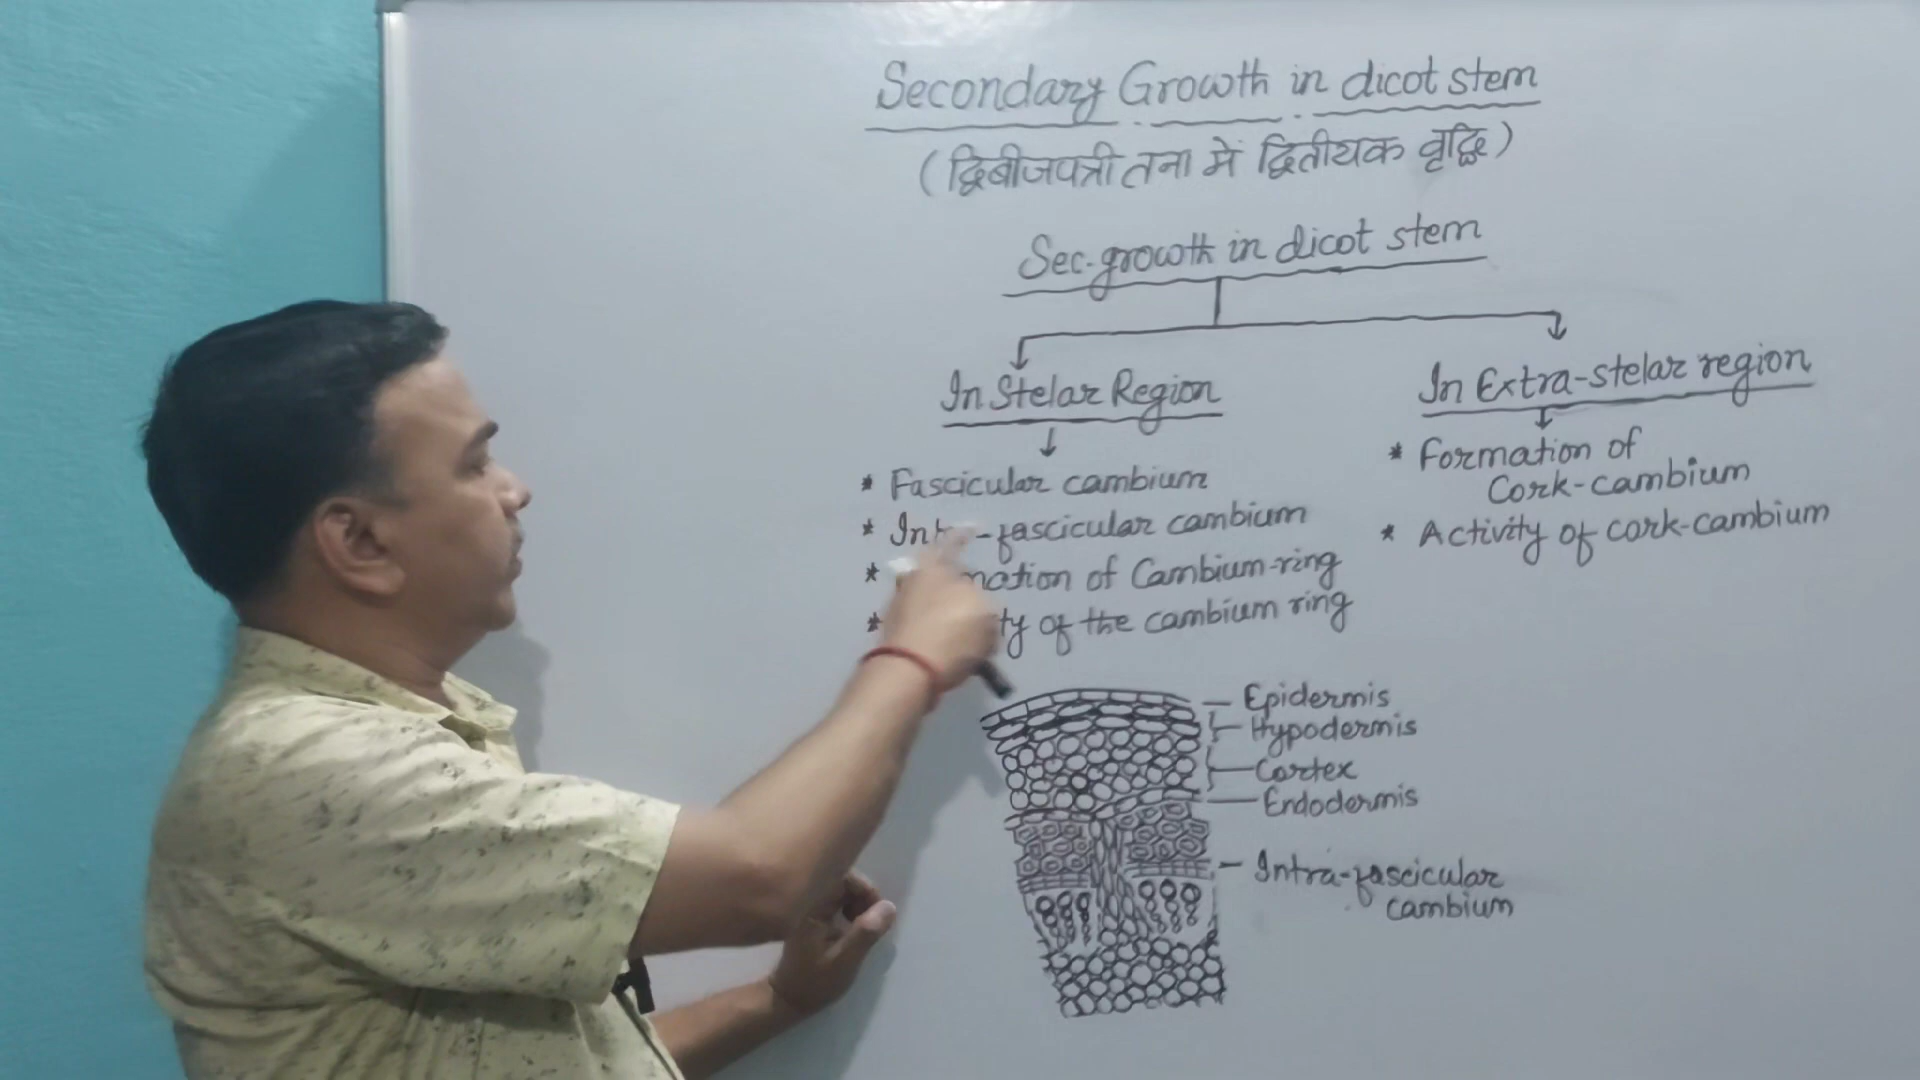 Secondary Growth in dicot stem
(द्विबीजपत्री तना में द्वितीयक वृद्धि)
Sec. growth in dicot stem
In Stelar Region
* Fascicular cambium
* -fascicular cambium
* of Cambium-ring
* of the cambium ring
In Extra-stelar region
* Formation of
Cork-cambium
* Activity of cork-cambium
Epidermis
Hypodermis
Cortex
Endodermis
Intra-fascicular
cambium